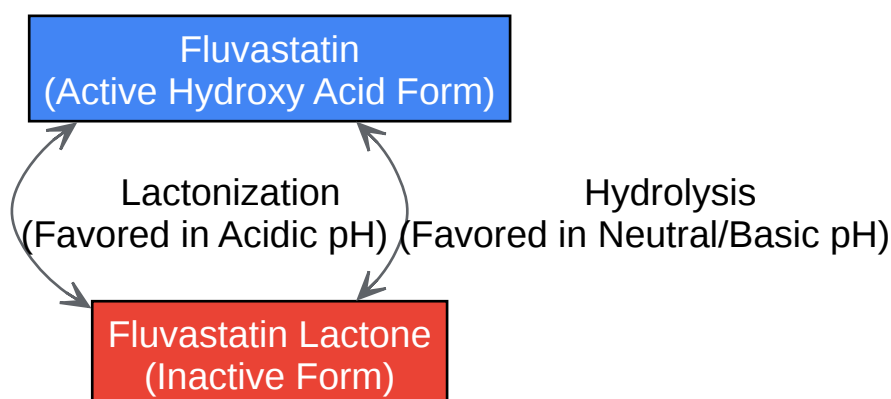 Fluvastatin
(Active Hydroxy Acid Form)
Lactonization
(Favored in Acidic pH)
Hydrolysis
(Favored in Neutral/Basic pH)
Fluvastatin Lactone
(Inactive Form)